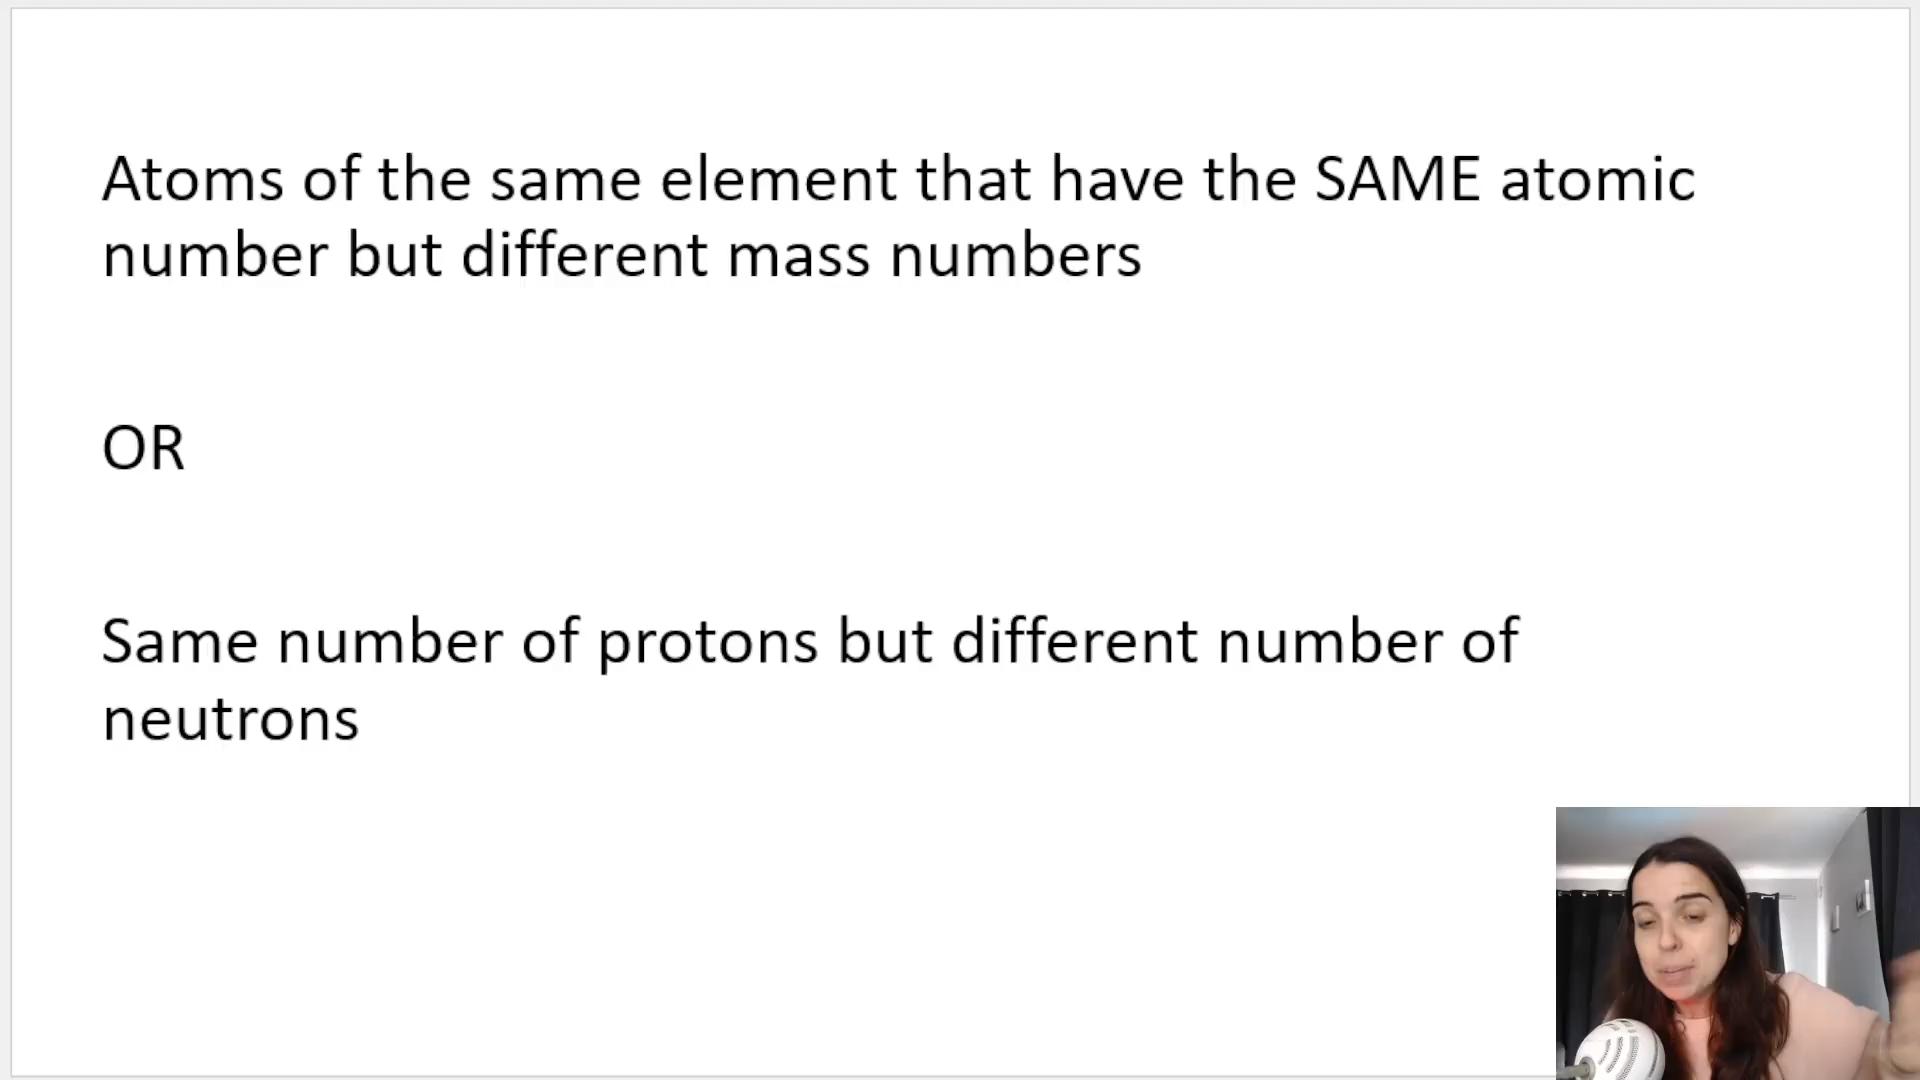 Atoms of the same element that have the SAME atomic
number but different mass numbers
OR
Same number of protons but different number of
neutrons